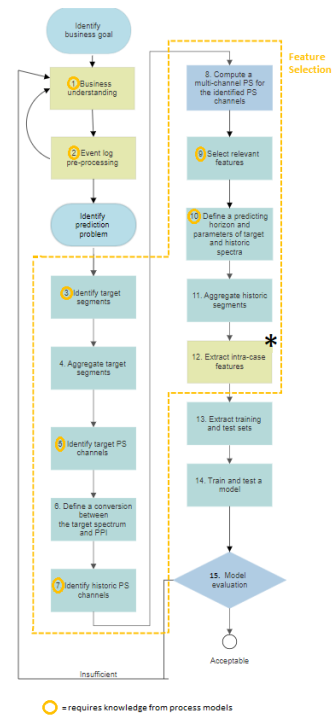 Identify
business goal
1. Business
understanding
2. Event log
pre-processing
Identify
prediction
problem
3. Identify target
segments
4. Aggregate target
segments
5. Identify target PS
channels
6. Define a conversion
between
the target spectrum
and PPI
7. Identify historic PS
channels
Insufficient
Feature
Selection
8. Compute a
multi-channel PS for
the identified PS
channels
9. Select relevant
features
10. Define a predicting
horizon and
parameters of target
and historic
spectra
11. Aggregate historic
segments
*
12. Extract intra-case
features
13. Extract training
and test sets
14. Train and test a
model
15. Model
evaluation
Acceptable
= requires knowledge from process models